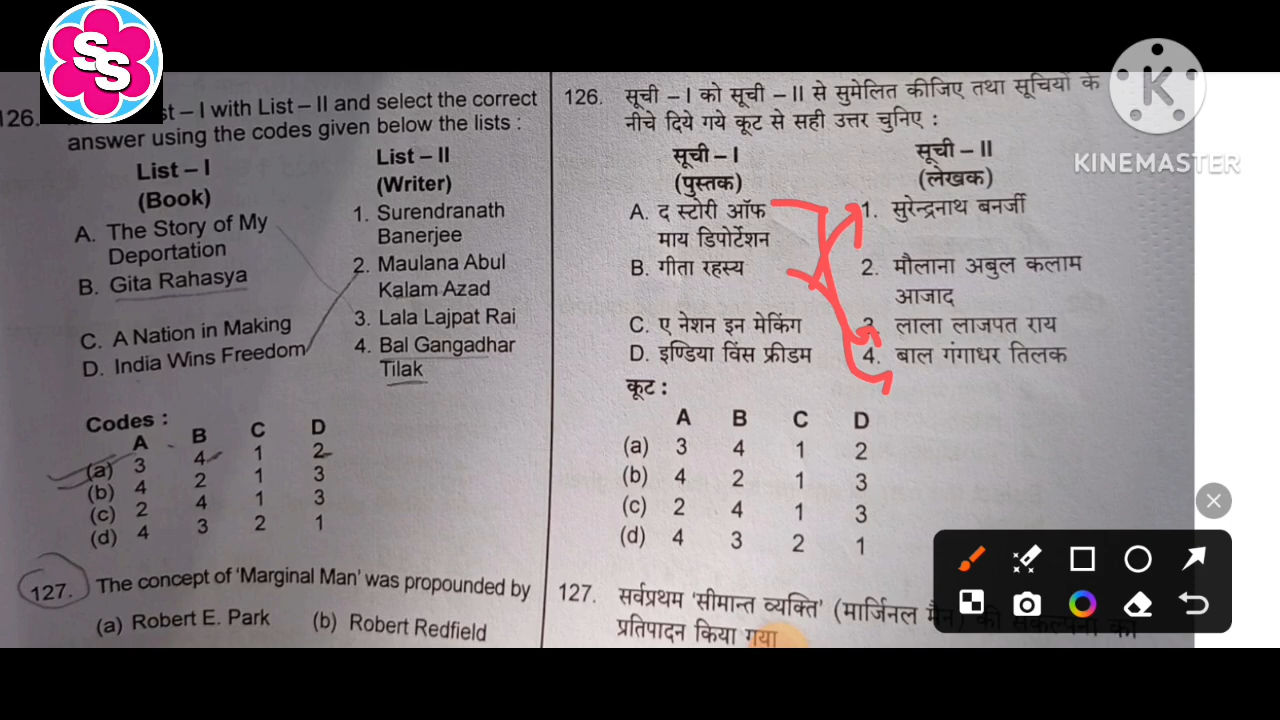 SS
KINEMASTER
126.
st – I with List – II and select the correct
answer using the codes given below the lists :
List – I
List – II
(Book)
(Writer)
A. The Story of My
Deportation
1. Surendranath
Banerjee
B. Gita Rahasya
2. Maulana Abul
Kalam Azad
C. A Nation in Making
3. Lala Lajpat Rai
D. India Wins Freedom
4. Bal Gangadhar
Tilak
Codes :
A B C D
(a) 3 4 1 2
(b) 4 2 1 3
(c) 2 4 1 3
(d) 4 3 2 1
127. The concept of 'Marginal Man' was propounded by
(a) Robert E. Park (b) Robert Redfield
126. सूची – I को सूची – II से सुमेलित कीजिए तथा सूचियों के
नीचे दिये गये कूट से सही उत्तर चुनिए :
सूची – I सूची – II
(पुस्तक) (लेखक)
A. द स्टोरी ऑफ 1. सुरेन्द्रनाथ बनर्जी
माय डिपोर्टेशन
B. गीता रहस्य 2. मौलाना अबुल कलाम
आजाद
C. ए नेशन इन मेकिंग 3. लाला लाजपत राय
D. इण्डिया विंस फ्रीडम 4. बाल गंगाधर तिलक
कूट :
A B C D
(a) 3 4 1 2
(b) 4 2 1 3
(c) 2 4 1 3
(d) 4 3 2 1
127. सर्वप्रथम 'सीमान्त व्यक्ति' (मार्जिनल मैन) की संकल्पना को
प्रतिपादन किया गया